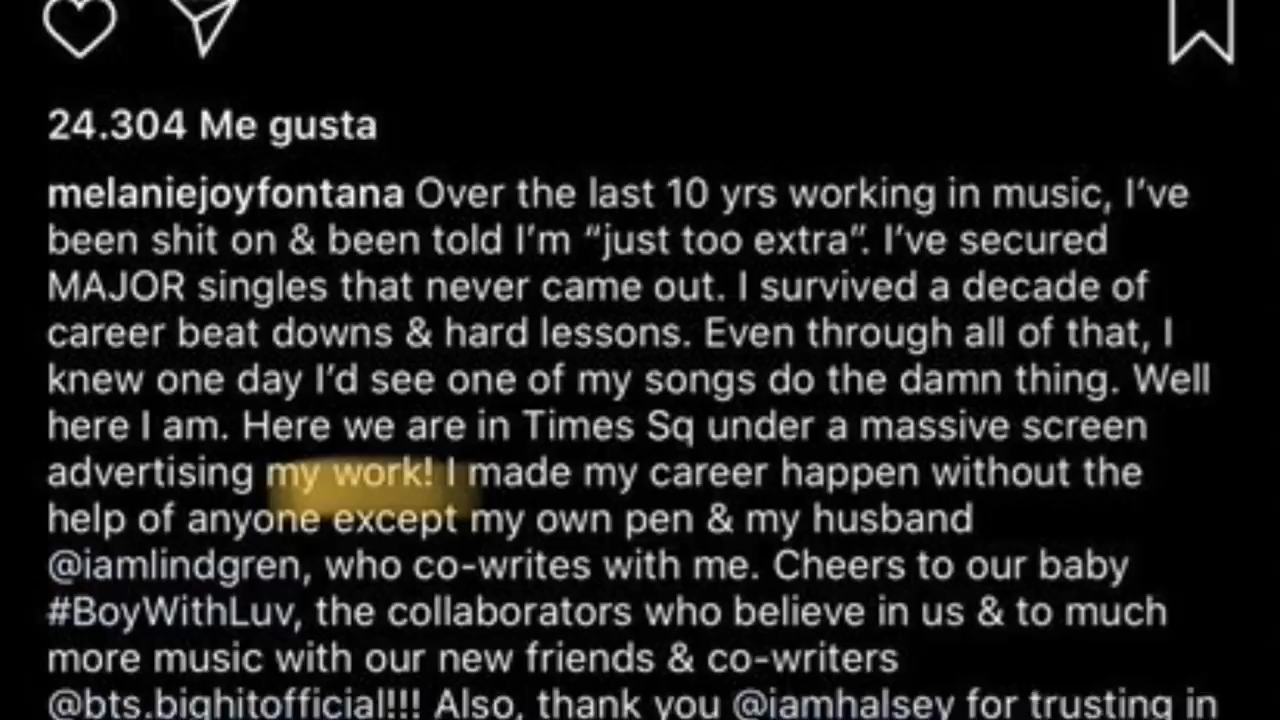 24.304 Me gusta
melaniejoyfontana Over the last 10 yrs working in music, I’ve
been shit on & been told I’m “just too extra”. I’ve secured
MAJOR singles that never came out. I survived a decade of
career beat downs & hard lessons. Even through all of that, I
knew one day I’d see one of my songs do the damn thing. Well
here I am. Here we are in Times Sq under a massive screen
advertising my work! I made my career happen without the
help of anyone except my own pen & my husband
@iamlindgren, who co-writes with me. Cheers to our baby
#BoyWithLuv, the collaborators who believe in us & to much
more music with our new friends & co-writers
@bts.bighitofficial!!! Also, thank you @iamhalsey for trusting in